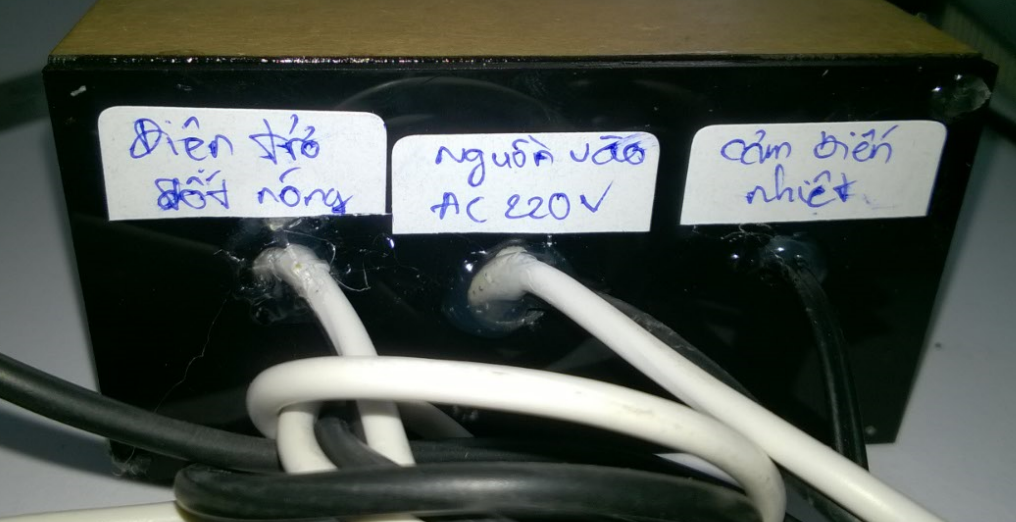 Điện trở
đốt nóng
Nguồn vào
AC 220V
cảm biến
nhiệt